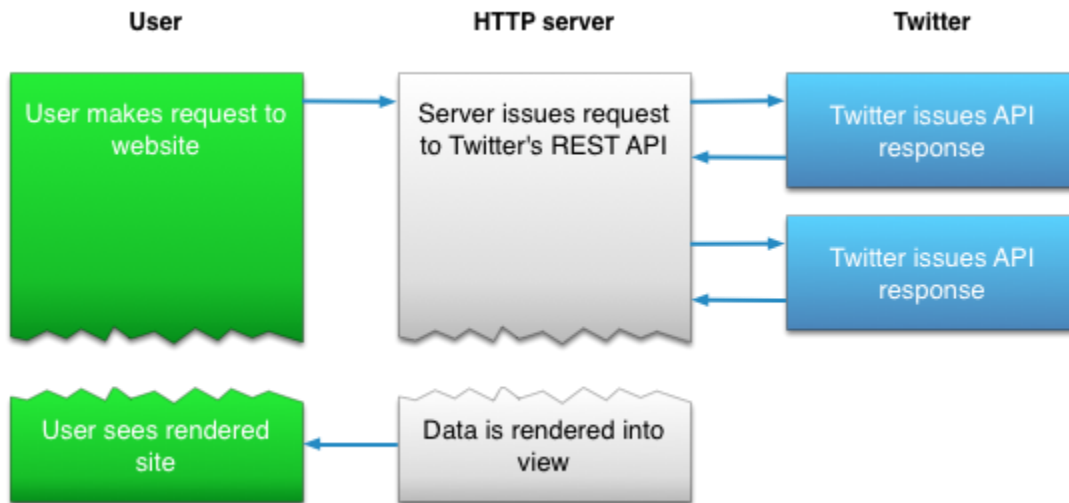 User
HTTP server
Twitter
User makes request to
website
Server issues request
to Twitter's REST API
Twitter issues API
response
Twitter issues API
response
User sees rendered
site
Data is rendered into
view